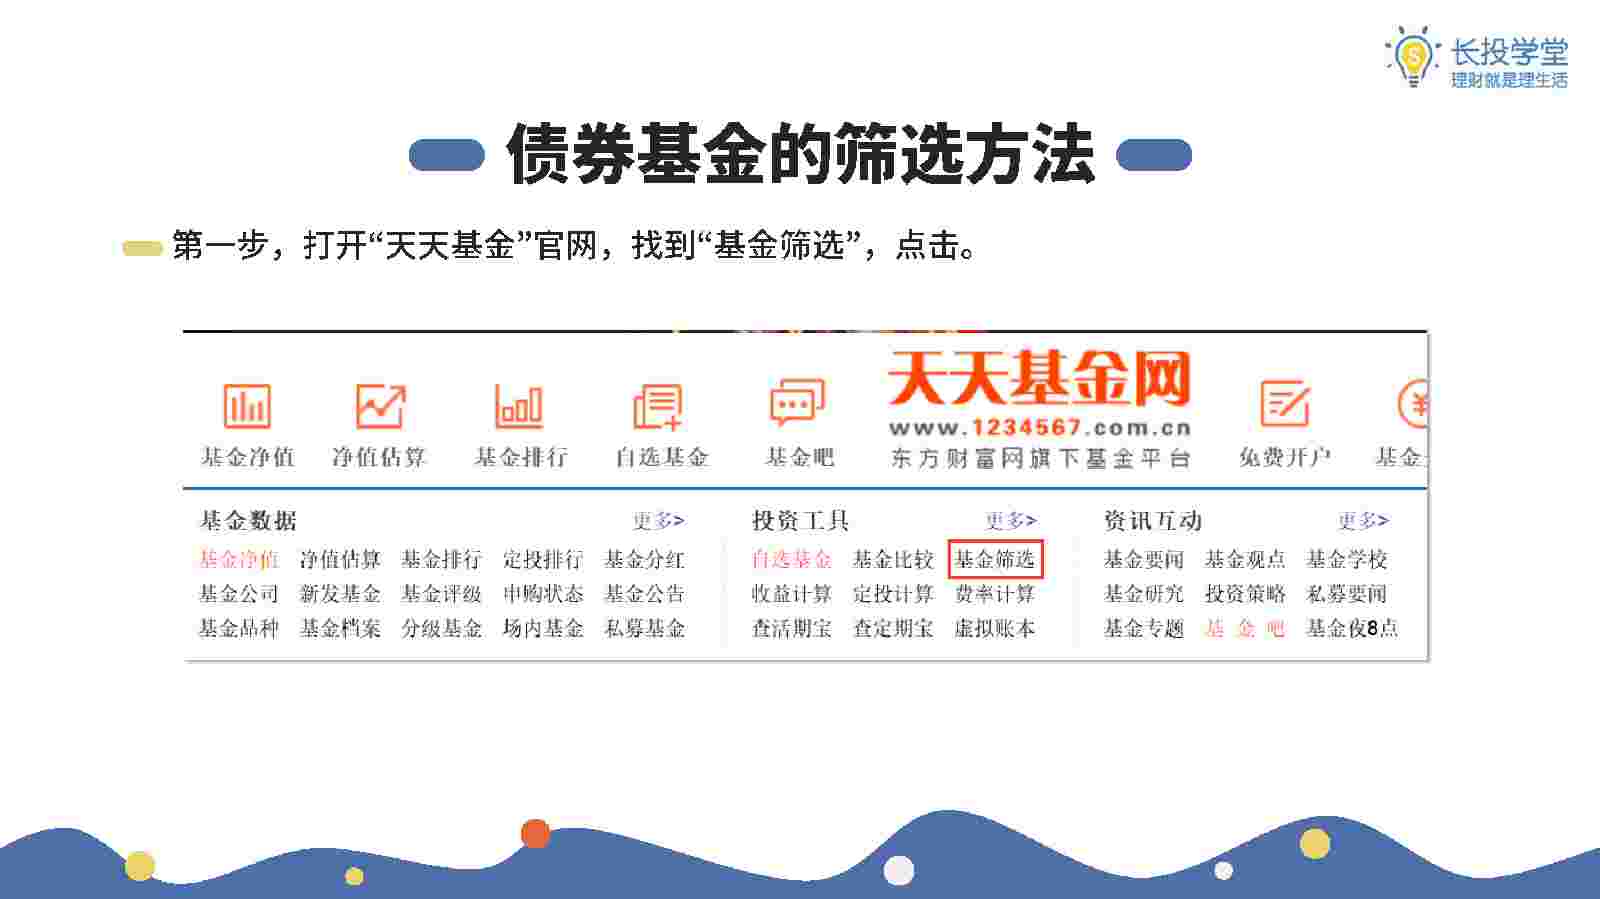 长投学堂
理财就是理生活
债券基金的筛选方法
第一步，打开“天天基金”官网，找到“基金筛选”，点击。
天天基金网
www.1234567.com.cn
东方财富网旗下基金平台
基金净值 净值估算 基金排行 自选基金 基金吧 免费开户 基金
基金数据 更多> 投资工具 更多> 资讯互动 更多>
基金净值 净值估算 基金排行 定投排行 基金分红 自选基金 基金比较 基金筛选 基金要闻 基金观点 基金学校
基金公司 新发基金 基金评级 申购状态 基金公告 收益计算 定投计算 费率计算 基金研究 投资策略 私募要闻
基金品种 基金档案 分级基金 场内基金 私募基金 查活期宝 查定期宝 虚拟账本 基金专题 基 金 吧 基金夜8点